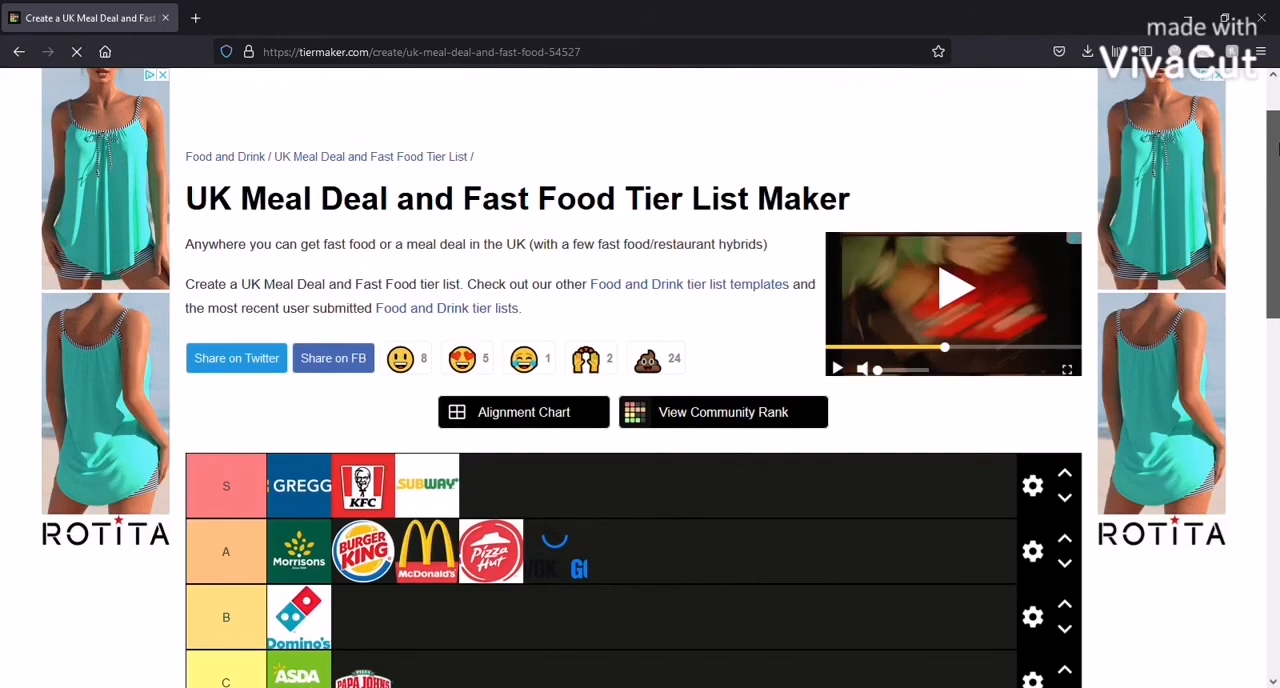 Create a UK Meal Deal and Fast
made with
VivaCut
https://tiermaker.com/create/uk-meal-deal-and-fast-food-54527
Food and Drink / UK Meal Deal and Fast Food Tier List /
UK Meal Deal and Fast Food Tier List Maker
Anywhere you can get fast food or a meal deal in the UK (with a few fast food/restaurant hybrids)
Create a UK Meal Deal and Fast Food tier list. Check out our other Food and Drink tier list templates and
the most recent user submitted Food and Drink tier lists.
Share on Twitter
Share on FB
8
5
1
2
24
Alignment Chart
View Community Rank
S
GREGG
KFC
SUBWAY
A
Morrisons
BURGER
KING
McDonald's
Pizza
Hut
B
Domino's
C
ASDA
PAPA JOHNS
ROTITA
ROTITA